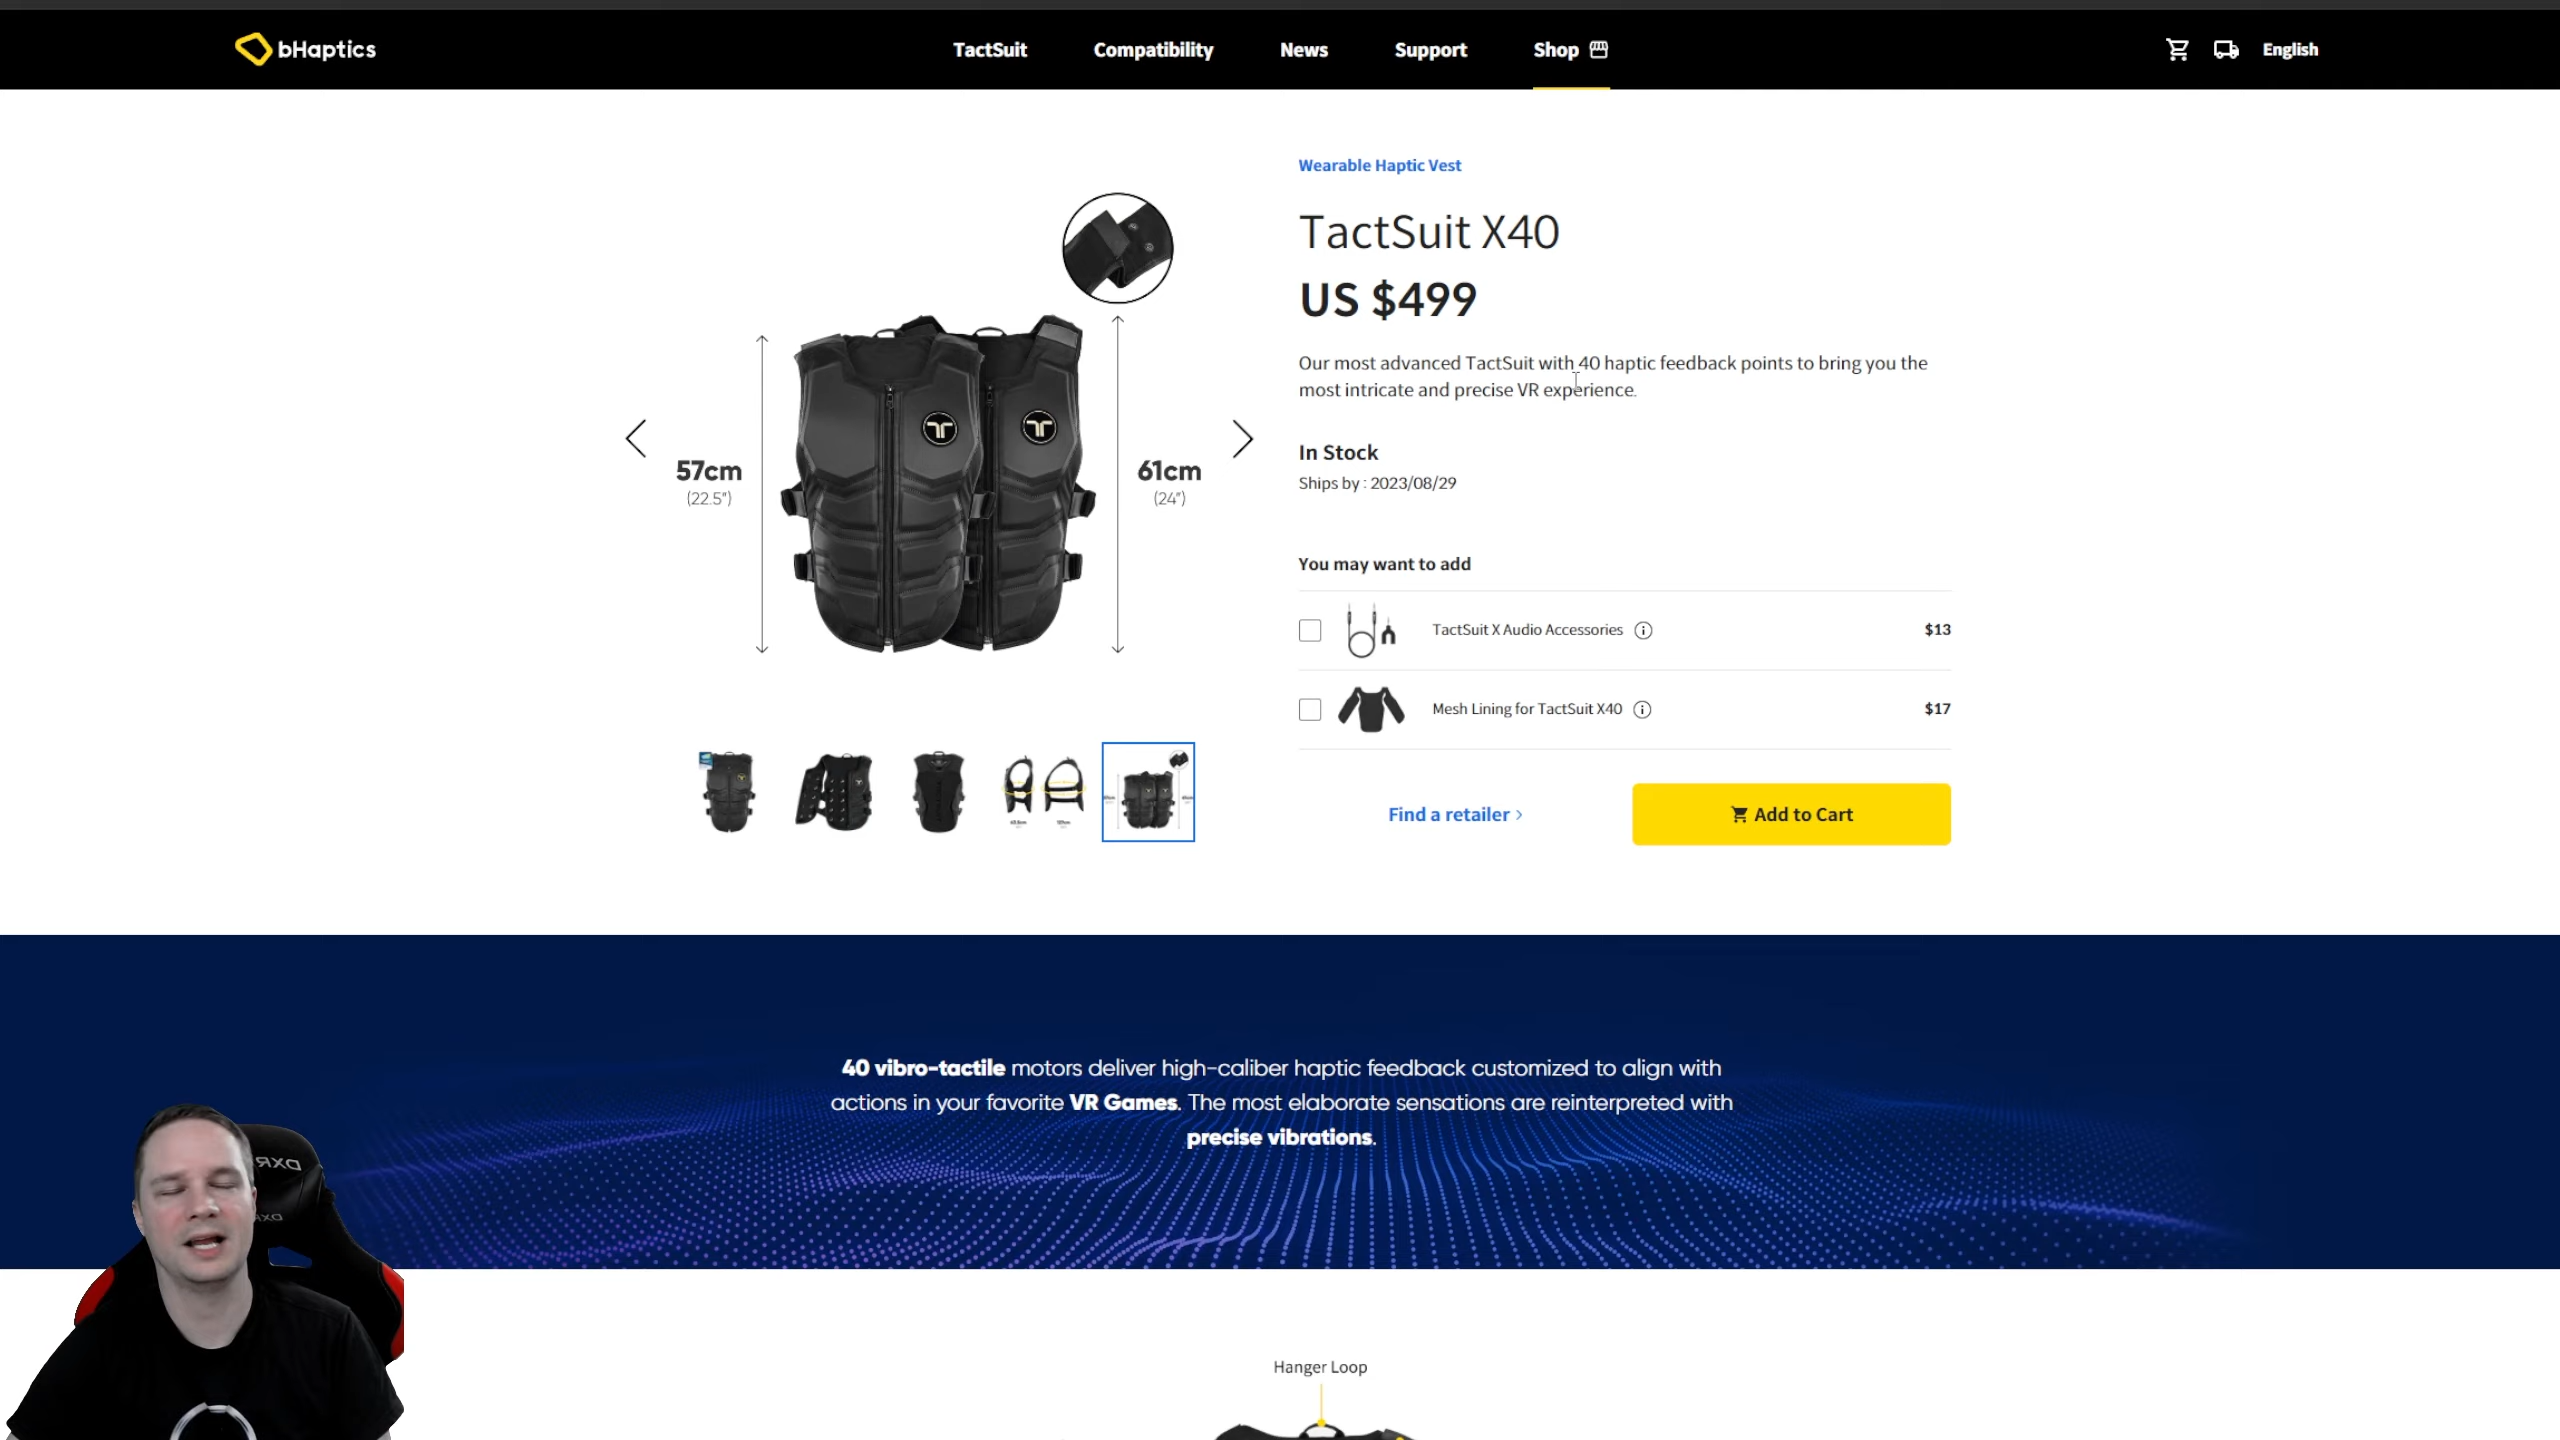 bHaptics
TactSuit
Compatibility
News
Support
Shop
English
Wearable Haptic Vest
TactSuit X40
US $499
Our most advanced TactSuit with 40 haptic feedback points to bring you the
most intricate and precise VR experience.
57cm
(22.5")
61cm
(24")
In Stock
Ships by : 2023/08/29
You may want to add
TactSuit X Audio Accessories
$13
Mesh Lining for TactSuit X40
$17
Find a retailer
Add to Cart
40 vibro-tactile motors deliver high-caliber haptic feedback customized to align with
actions in your favorite VR Games. The most elaborate sensations are reinterpreted with
precise vibrations.
Hanger Loop